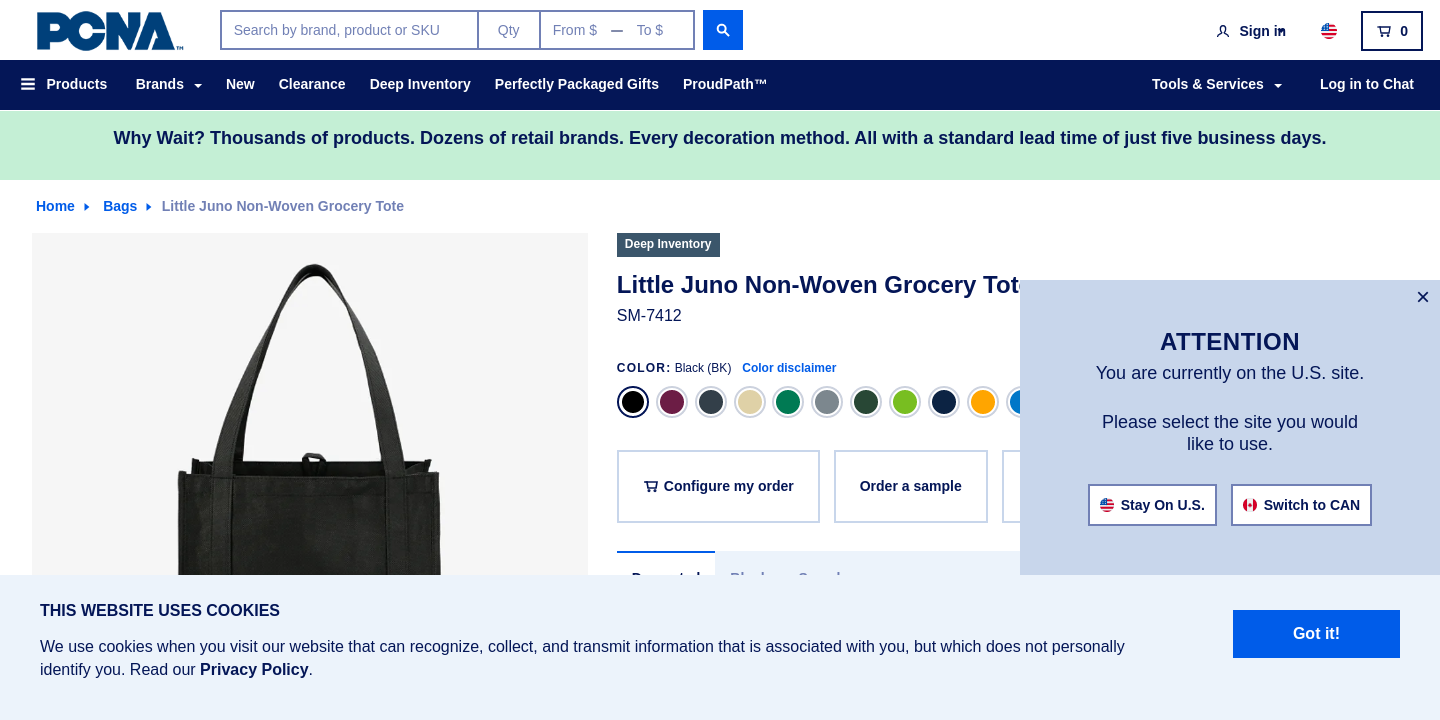 PCNA™
Search by brand, product or SKU
Qty
From $ — To $
Sign in
0
Products
Brands
New
Clearance
Deep Inventory
Perfectly Packaged Gifts
ProudPath™
Tools & Services
Log in to Chat
Why Wait? Thousands of products. Dozens of retail brands. Every decoration method. All with a standard lead time of just five business days.
Home
Bags
Little Juno Non-Woven Grocery Tote
Deep Inventory
Little Juno Non-Woven Grocery Tote
SM-7412
COLOR: Black (BK) Color disclaimer
Configure my order
Order a sample
×
ATTENTION
You are currently on the U.S. site.
Please select the site you would
like to use.
Stay On U.S.
Switch to CAN
THIS WEBSITE USES COOKIES
We use cookies when you visit our website that can recognize, collect, and transmit information that is associated with you, but which does not personally
identify you. Read our Privacy Policy.
Got it!